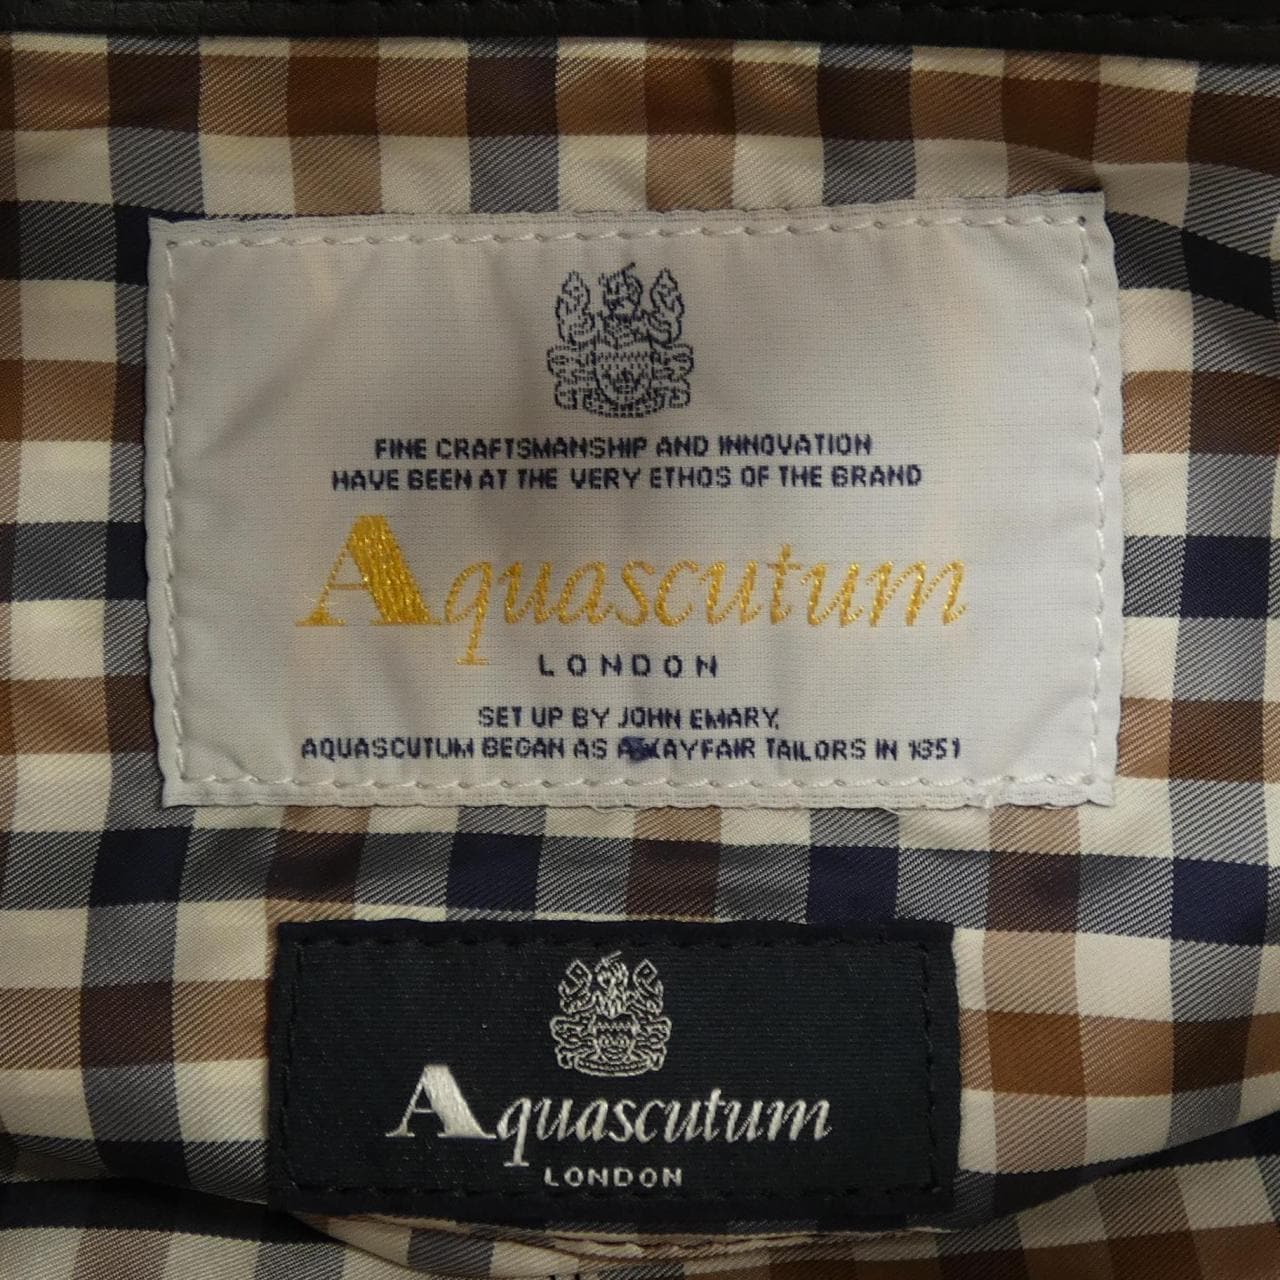 FINE CRAFTSMANSHIP AND INNOVATION
HAVE BEEN AT THE VERY ETHOS OF THE BRAND
Aquascutum
LONDON
SET UP BY JOHN EMARY,
AQUASCUTUM BEGAN AS A MAYFAIR TAILORS IN 1851
Aquascutum
LONDON